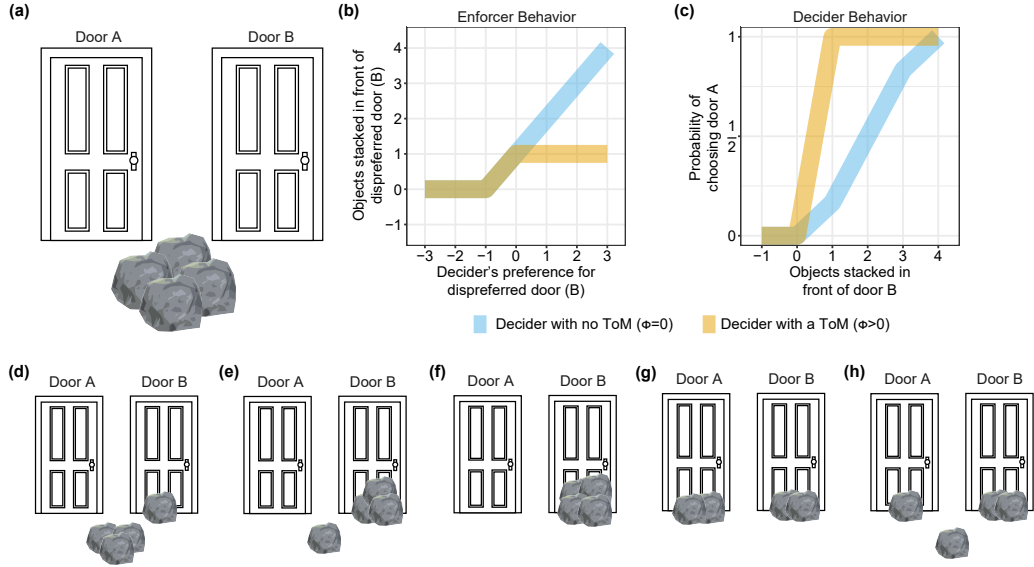 (a)
Door A
Door B
(b)
Enforcer Behavior
Objects stacked in front of
dispreferred door (B)
4
3
2
1
0
−1
−3
−2
−1
0
1
2
3
Decider's preference for
dispreferred door (B)
(c)
Decider Behavior
Probability of
choosing door A
1
1
2
0
−1
0
1
2
3
4
Objects stacked in
front of door B
Decider with no ToM (Φ=0)
Decider with a ToM (Φ>0)
(d)
Door A
Door B
(e)
Door A
Door B
(f)
Door A
Door B
(g)
Door A
Door B
(h)
Door A
Door B